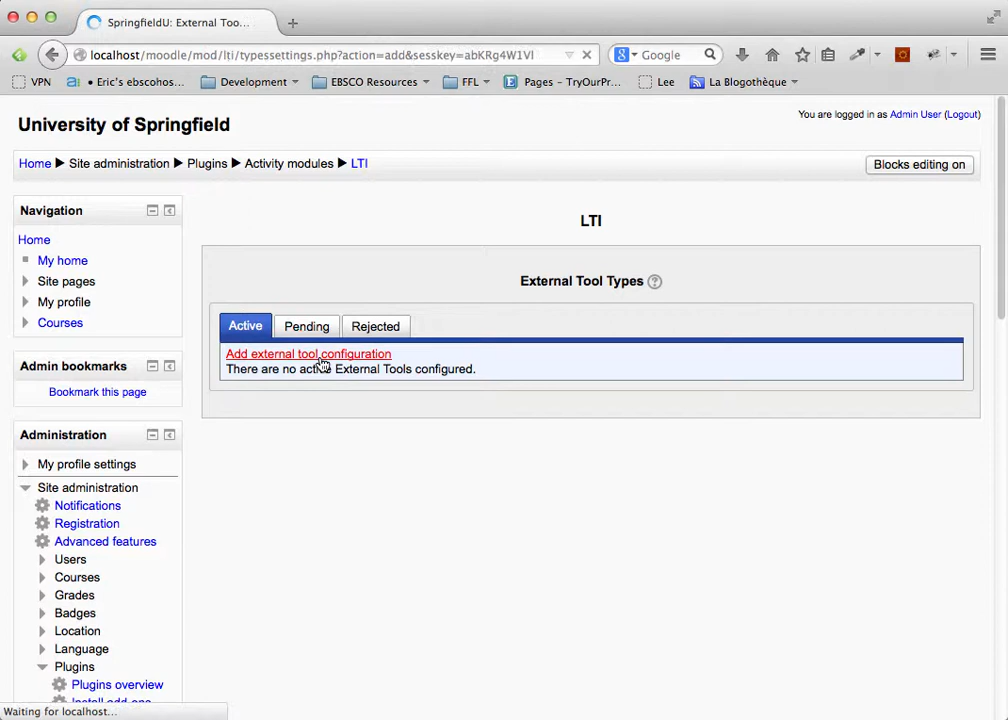 SpringfieldU: External Too...
localhost/moodle/mod/lti/typessettings.php?action=add&sesskey=abKRg4W1VI
Google
VPN
Eric's ebscohos...
Development
EBSCO Resources
FFL
Pages - TryOurPr...
Lee
La Blogothèque
University of Springfield
You are logged in as Admin User (Logout)
Home ▶ Site administration ▶ Plugins ▶ Activity modules ▶ LTI
Blocks editing on
Navigation
Home
My home
Site pages
My profile
Courses
Admin bookmarks
Bookmark this page
Administration
My profile settings
Site administration
Notifications
Registration
Advanced features
Users
Courses
Grades
Badges
Location
Language
Plugins
Plugins overview
Install add-ons
LTI
External Tool Types
Active
Pending
Rejected
Add external tool configuration
There are no active External Tools configured.
Waiting for localhost...